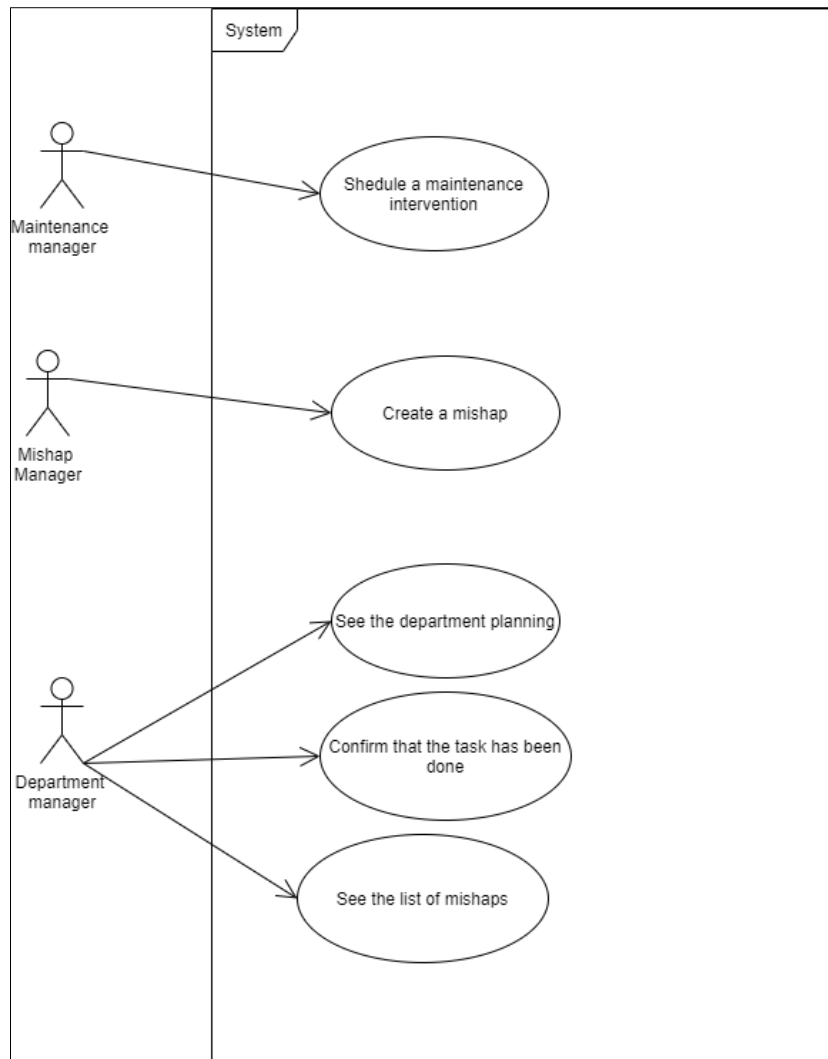 System
Shedule a maintenance
intervention
Maintenance
manager
Create a mishap
Mishap
Manager
See the department planning
Confirm that the task has been
done
Department
manager
See the list of mishaps